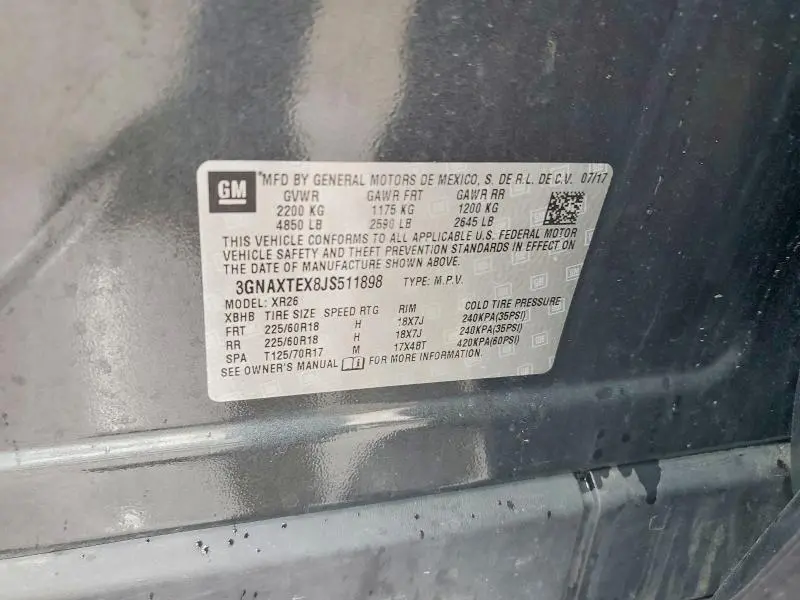 GM
*MFD BY GENERAL MOTORS DE MEXICO, S. DE R.L. DE C.V. 07/17
GVWR GAWR FRT GAWR RR
2200 KG 1175 KG 1200 KG
4850 LB 2590 LB 2645 LB
THIS VEHICLE CONFORMS TO ALL APPLICABLE U.S. FEDERAL MOTOR
VEHICLE SAFETY AND THEFT PREVENTION STANDARDS IN EFFECT ON
THE DATE OF MANUFACTURE SHOWN ABOVE.
3GNAXTEX8JS511898 TYPE: M.P.V.
MODEL: XR26
XBHB TIRE SIZE SPEED RTG RIM COLD TIRE PRESSURE
FRT 225/60R18 H 18X7J 240KPA(35PSI)
RR 225/60R18 H 18X7J 240KPA(35PSI)
SPA T125/70R17 M 17X4BT 420KPA(60PSI)
SEE OWNER'S MANUAL FOR MORE INFORMATION.